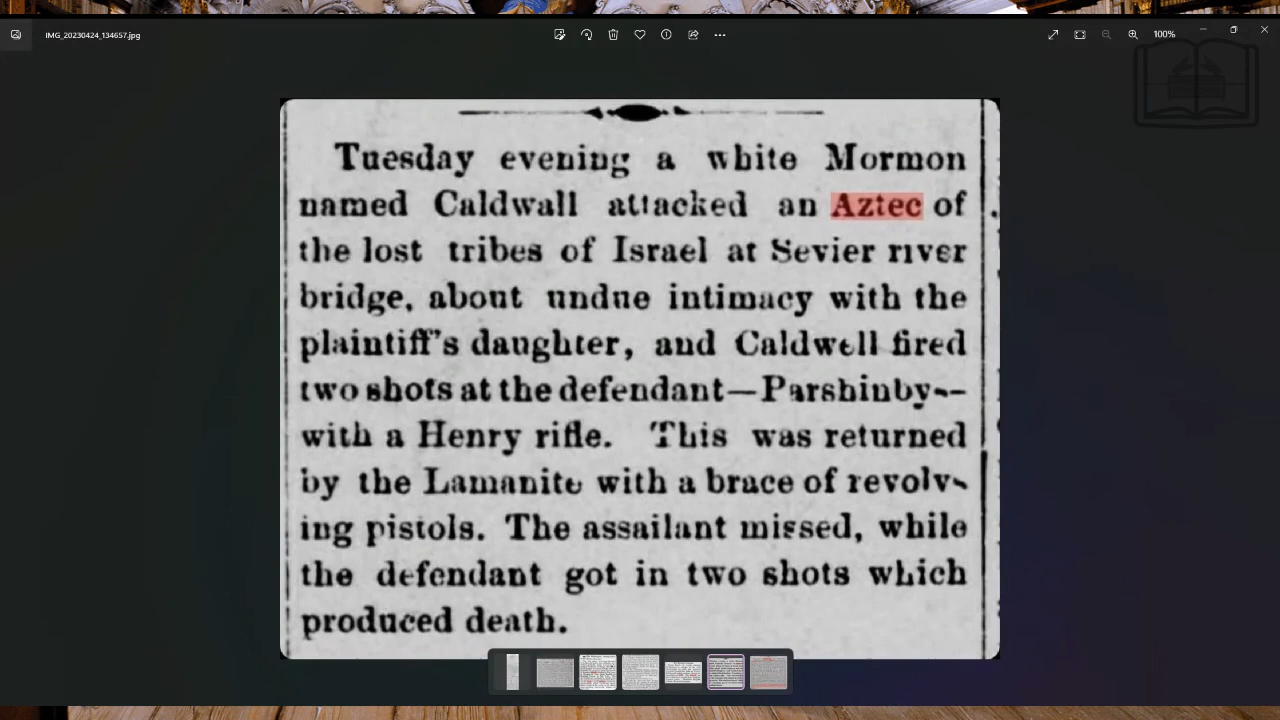 IMG_20230424_134657.jpg
100%
Tuesday evening a white Mormon
named Caldwall attacked an Aztec of
the lost tribes of Israel at Sevier river
bridge, about undue intimacy with the
plaintiff's daughter, and Caldwell fired
two shots at the defendant—Parshinby—
with a Henry rifle. This was returned
by the Lamanite with a brace of revolv-
ing pistols. The assailant missed, while
the defendant got in two shots which
produced death.